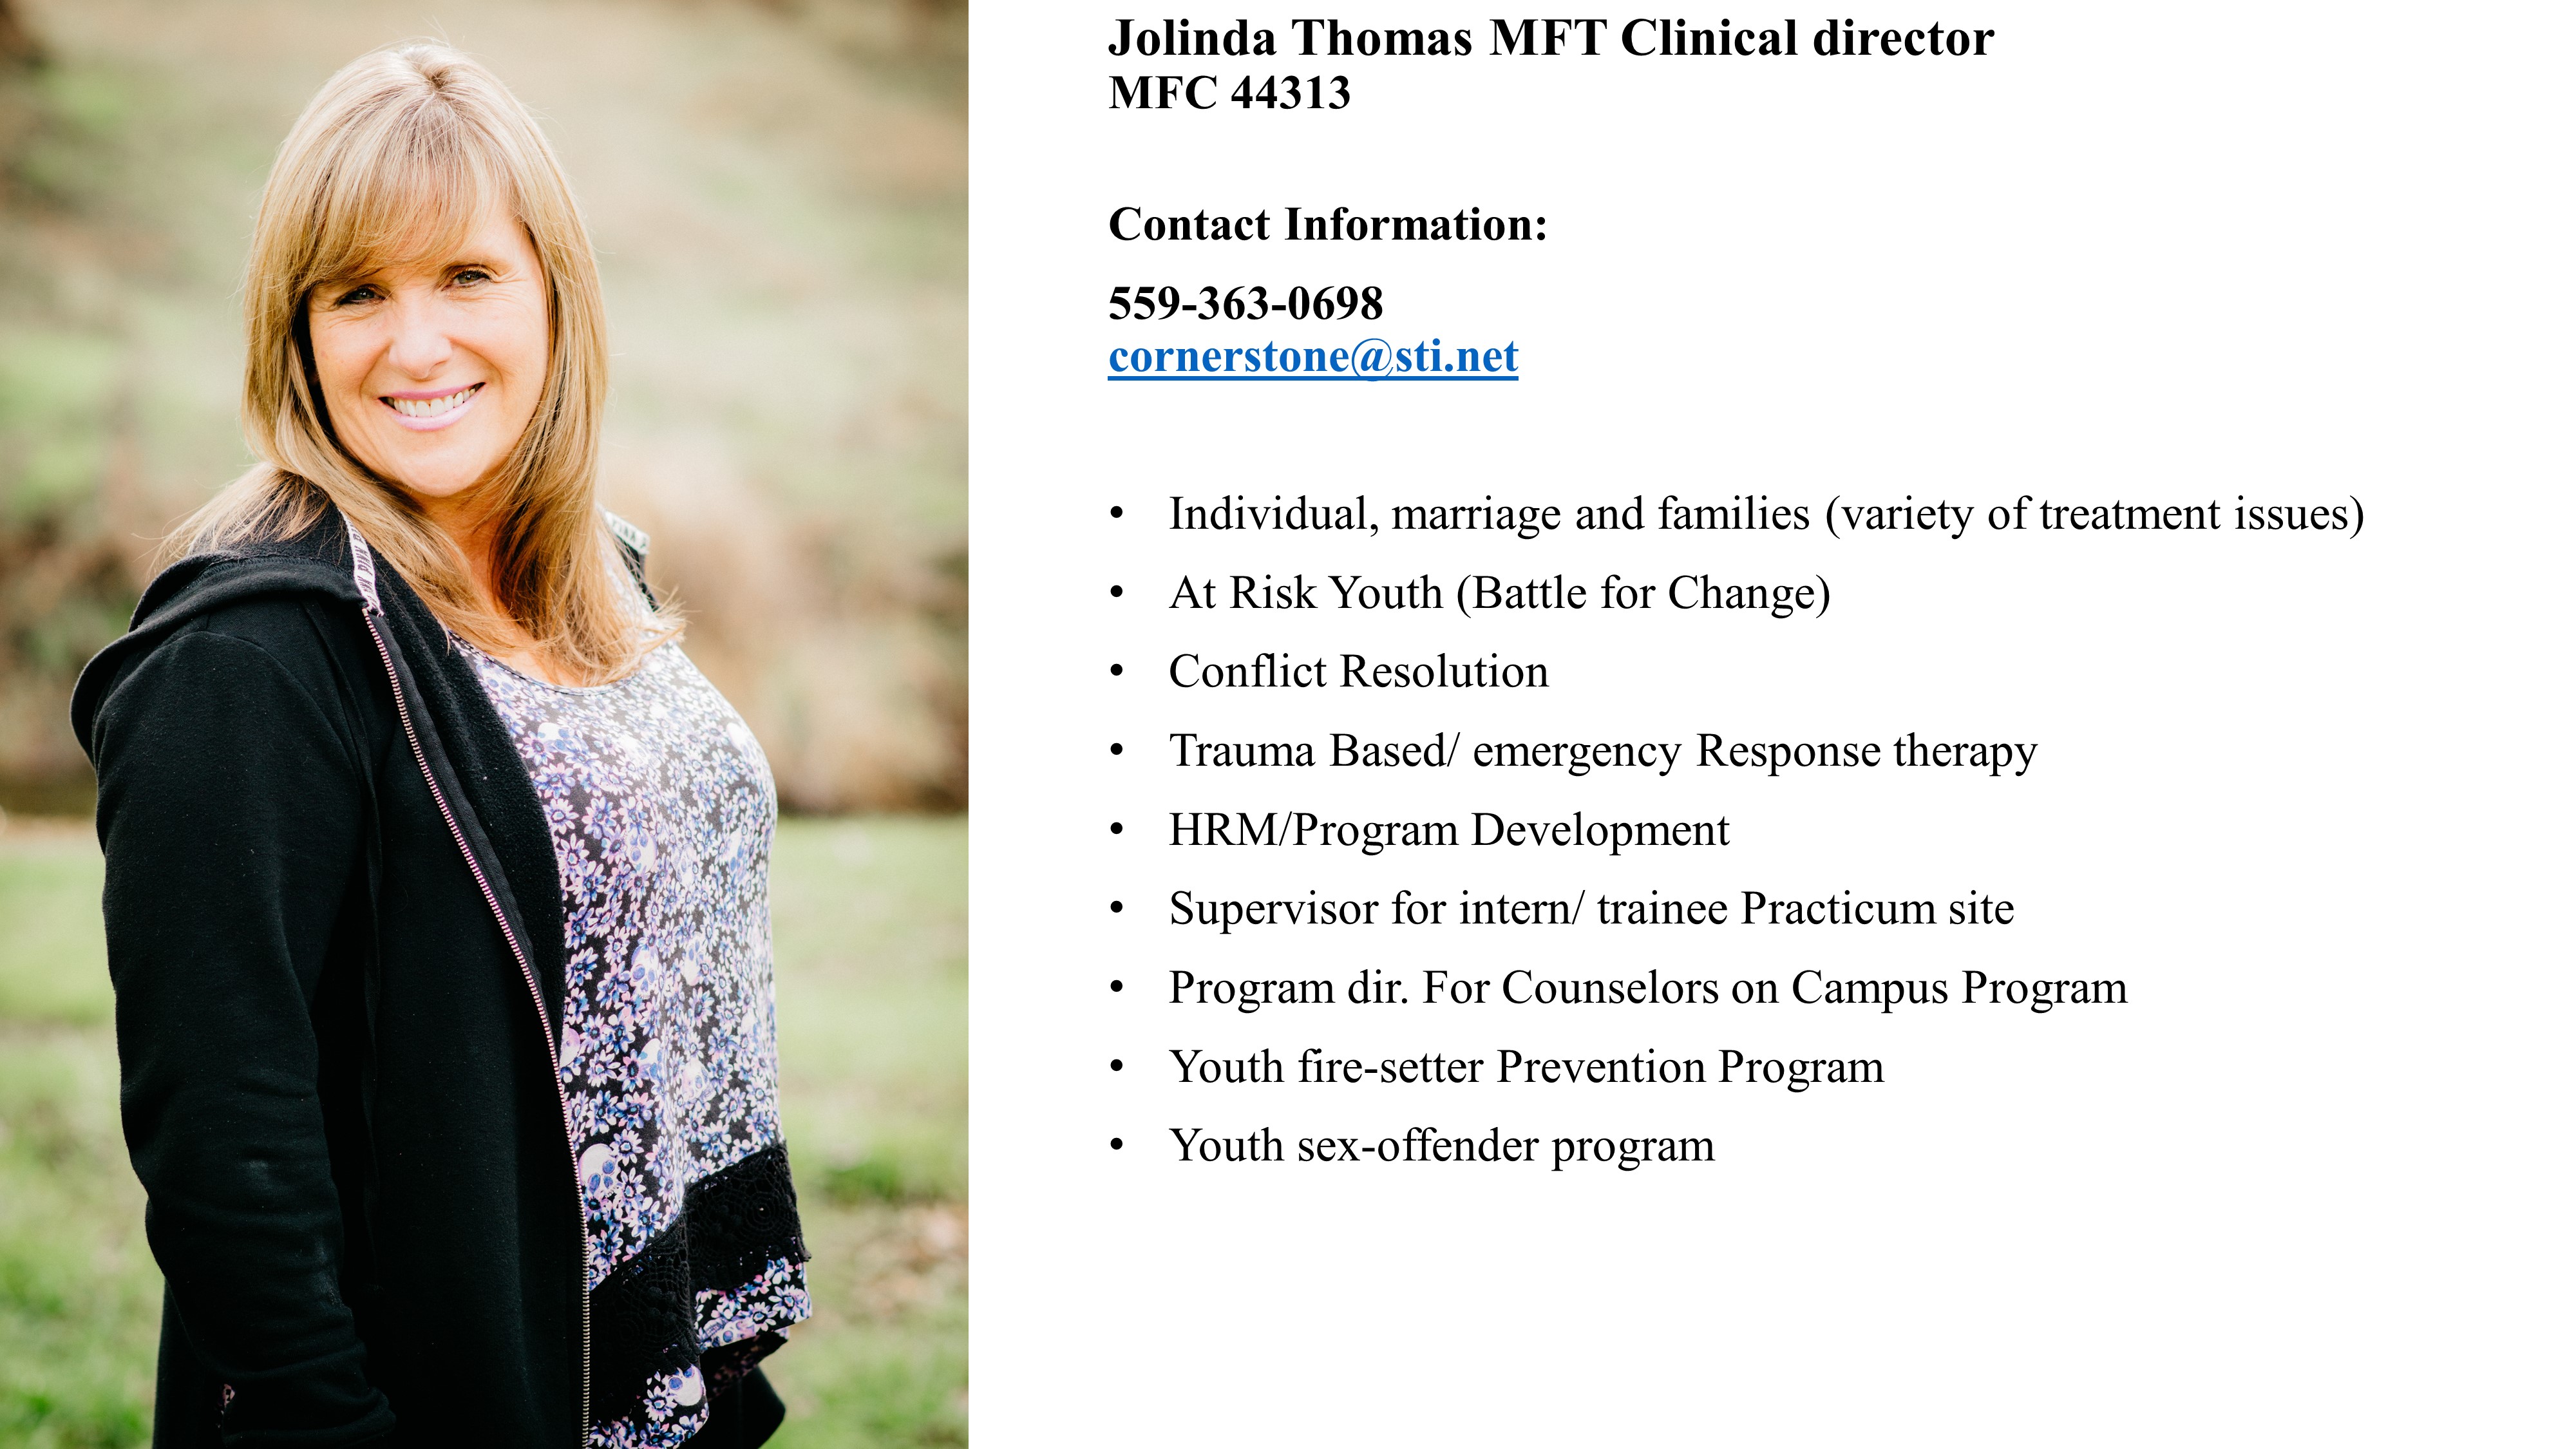 Jolinda Thomas MFT Clinical director
MFC 44313
Contact Information:
559-363-0698
cornerstone@sti.net
• Individual, marriage and families (variety of treatment issues)
• At Risk Youth (Battle for Change)
• Conflict Resolution
• Trauma Based/ emergency Response therapy
• HRM/Program Development
• Supervisor for intern/ trainee Practicum site
• Program dir. For Counselors on Campus Program
• Youth fire-setter Prevention Program
• Youth sex-offender program